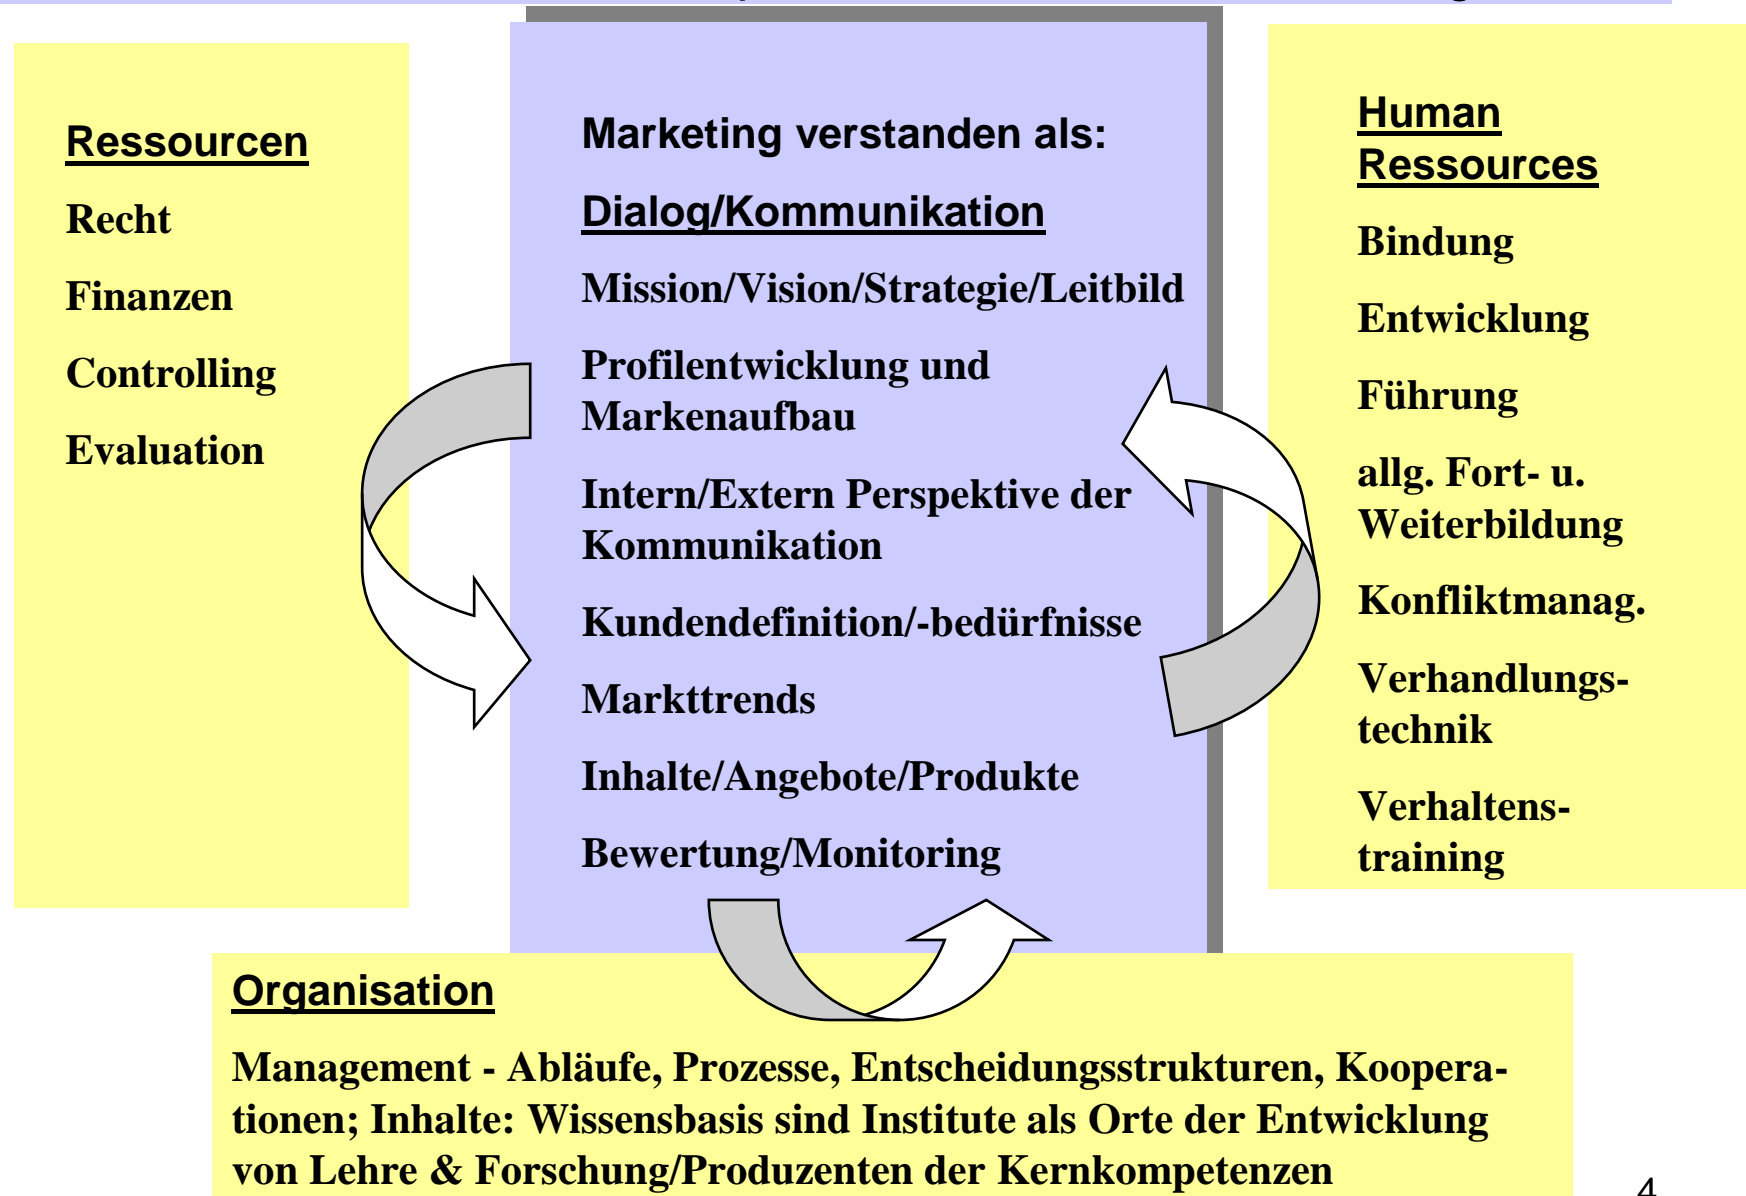 Ressourcen
Recht
Finanzen
Controlling
Evaluation
Marketing verstanden als:
Dialog/Kommunikation
Mission/Vision/Strategie/Leitbild
Profilentwicklung und
Markenaufbau
Intern/Extern Perspektive der
Kommunikation
Kundendefinition/-bedürfnisse
Markttrends
Inhalte/Angebote/Produkte
Bewertung/Monitoring
Human
Ressources
Bindung
Entwicklung
Führung
allg. Fort- u.
Weiterbildung
Konfliktmanag.
Verhandlungs-
technik
Verhaltens-
training
Organisation
Management - Abläufe, Prozesse, Entscheidungsstrukturen, Koopera-
tionen; Inhalte: Wissensbasis sind Institute als Orte der Entwicklung
von Lehre & Forschung/Produzenten der Kernkompetenzen
4